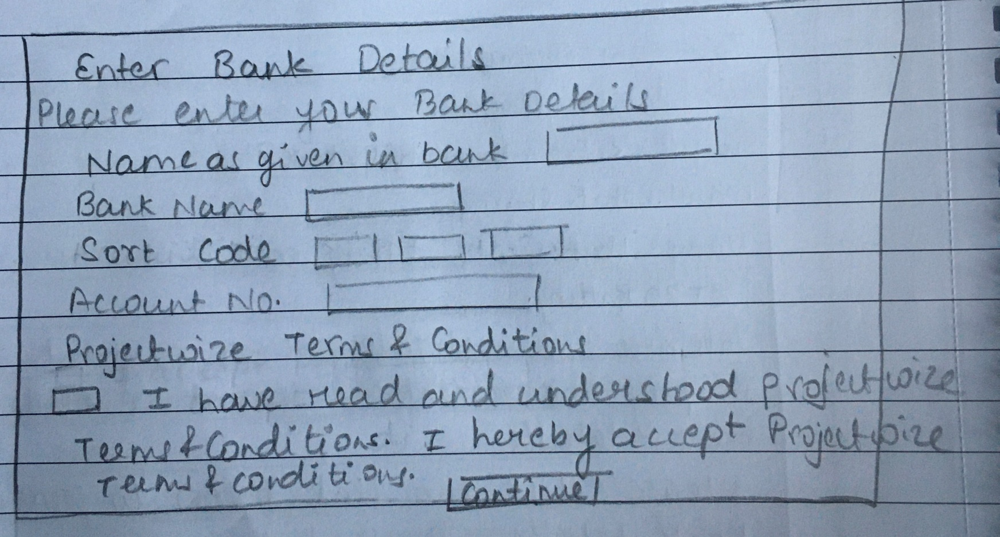 Enter Bank Details
Please enter your Bank Details
Name as given in bank
Bank Name
Sort Code
Account No.
Projectwize Terms & Conditions
I have read and understood Projectwize
Terms & Conditions. I hereby accept Projectwize
Terms & conditions. Continue